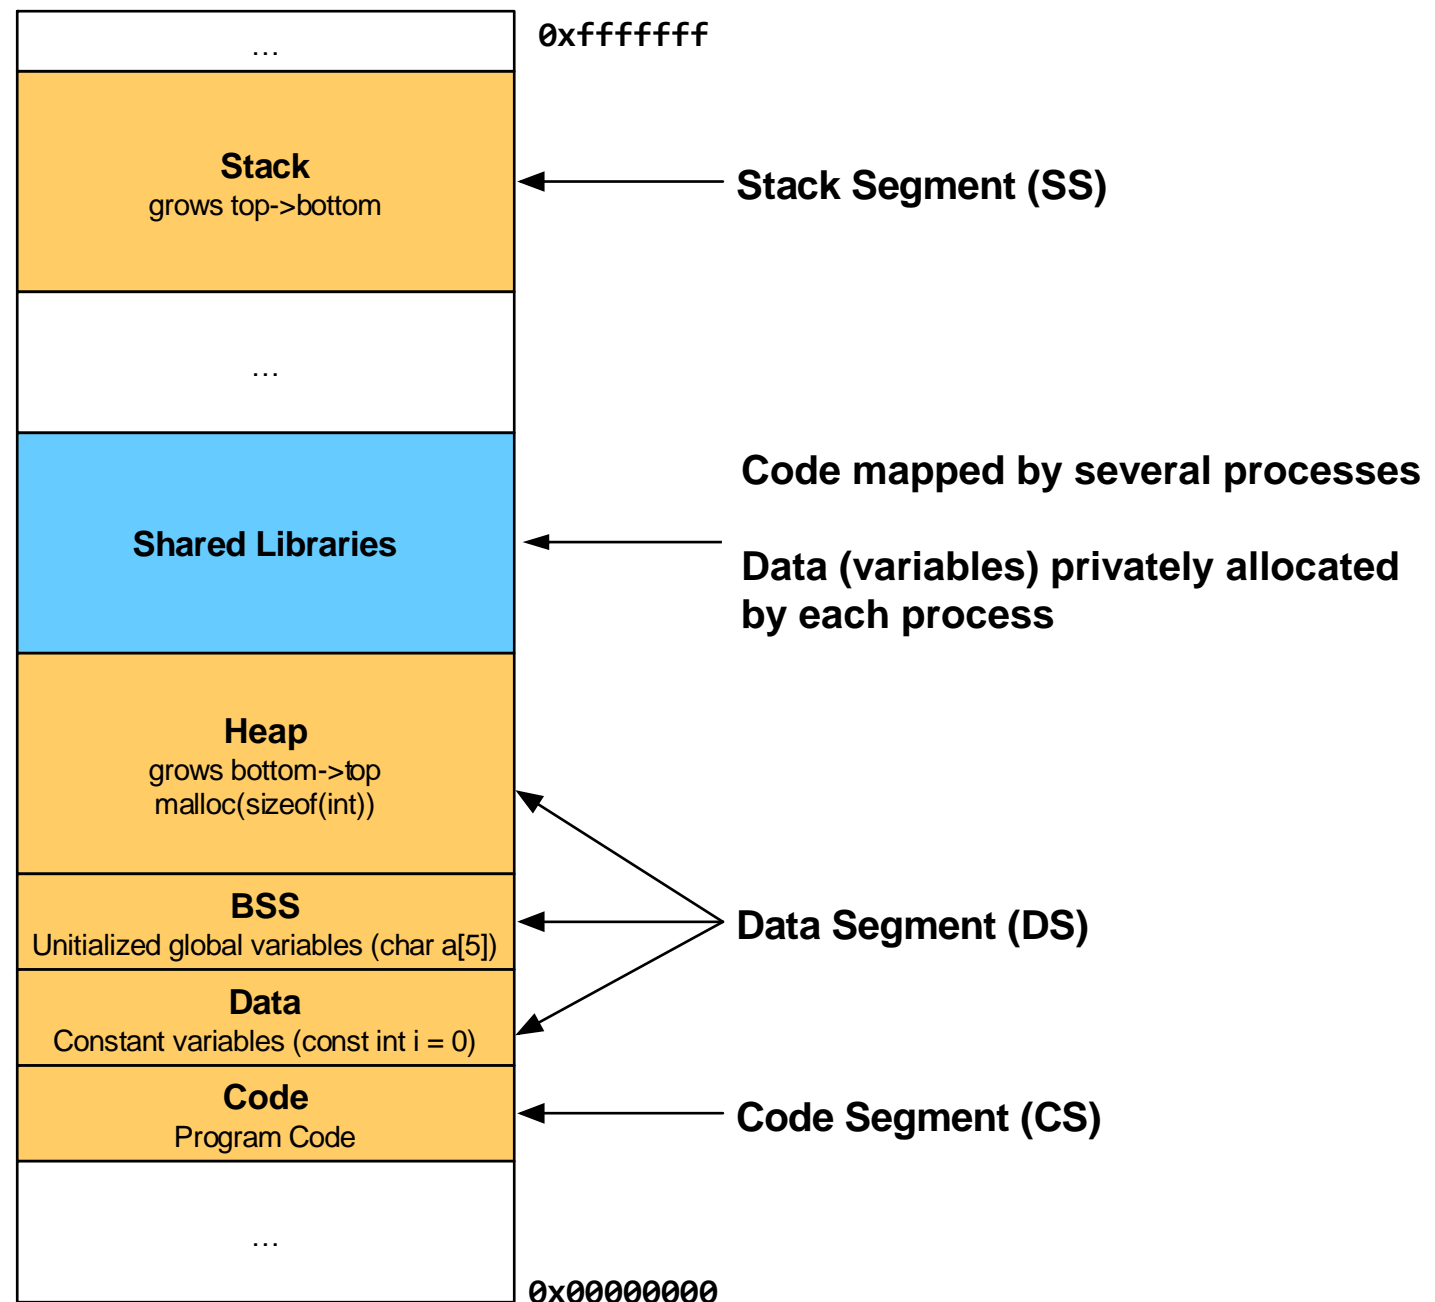 …
0xfffffff
Stack
grows top->bottom
Stack Segment (SS)
…
Shared Libraries
Code mapped by several processes
Data (variables) privately allocated
by each process
Heap
grows bottom->top
malloc(sizeof(int))
BSS
Unitialized global variables (char a[5])
Data Segment (DS)
Data
Constant variables (const int i = 0)
Code
Program Code
Code Segment (CS)
…
0x00000000